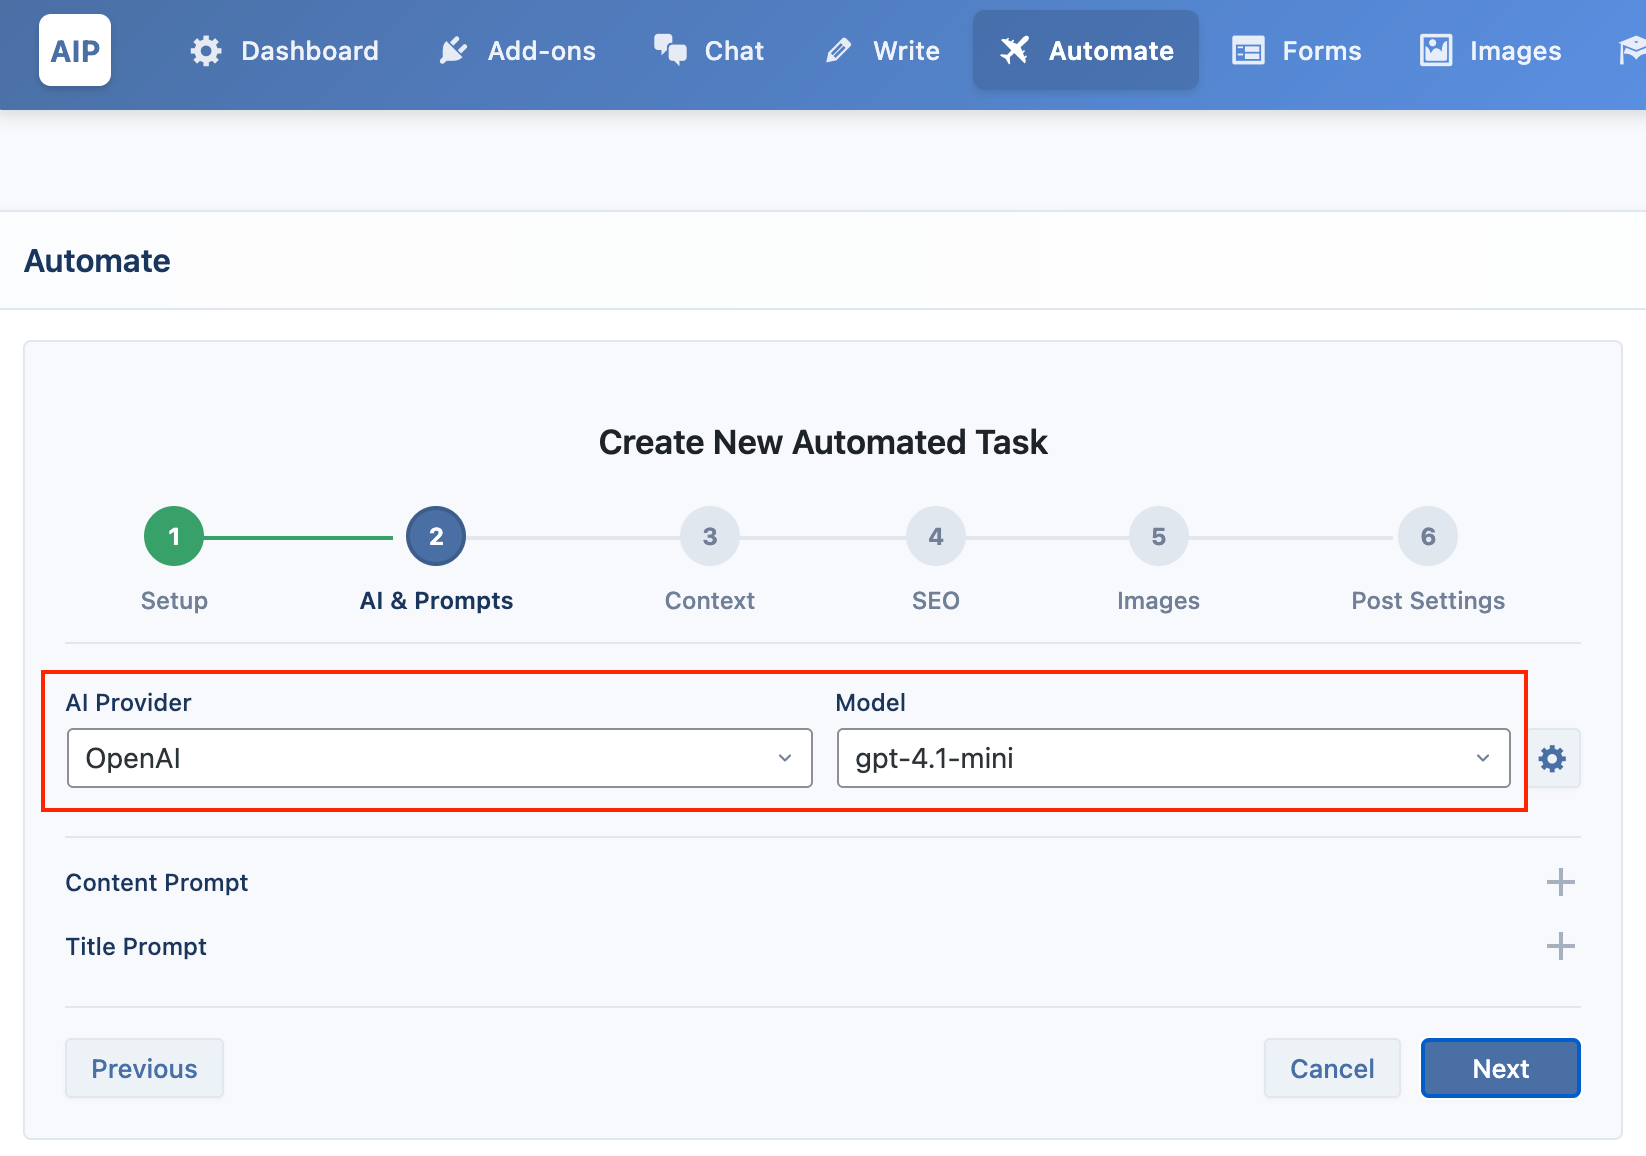 AIP Dashboard Add-ons Chat Write Automate Forms Images
Automate
Create New Automated Task
1 2 3 4 5 6
Setup AI & Prompts Context SEO Images Post Settings
AI Provider Model
OpenAI gpt-4.1-mini
Content Prompt
Title Prompt
Previous Cancel Next